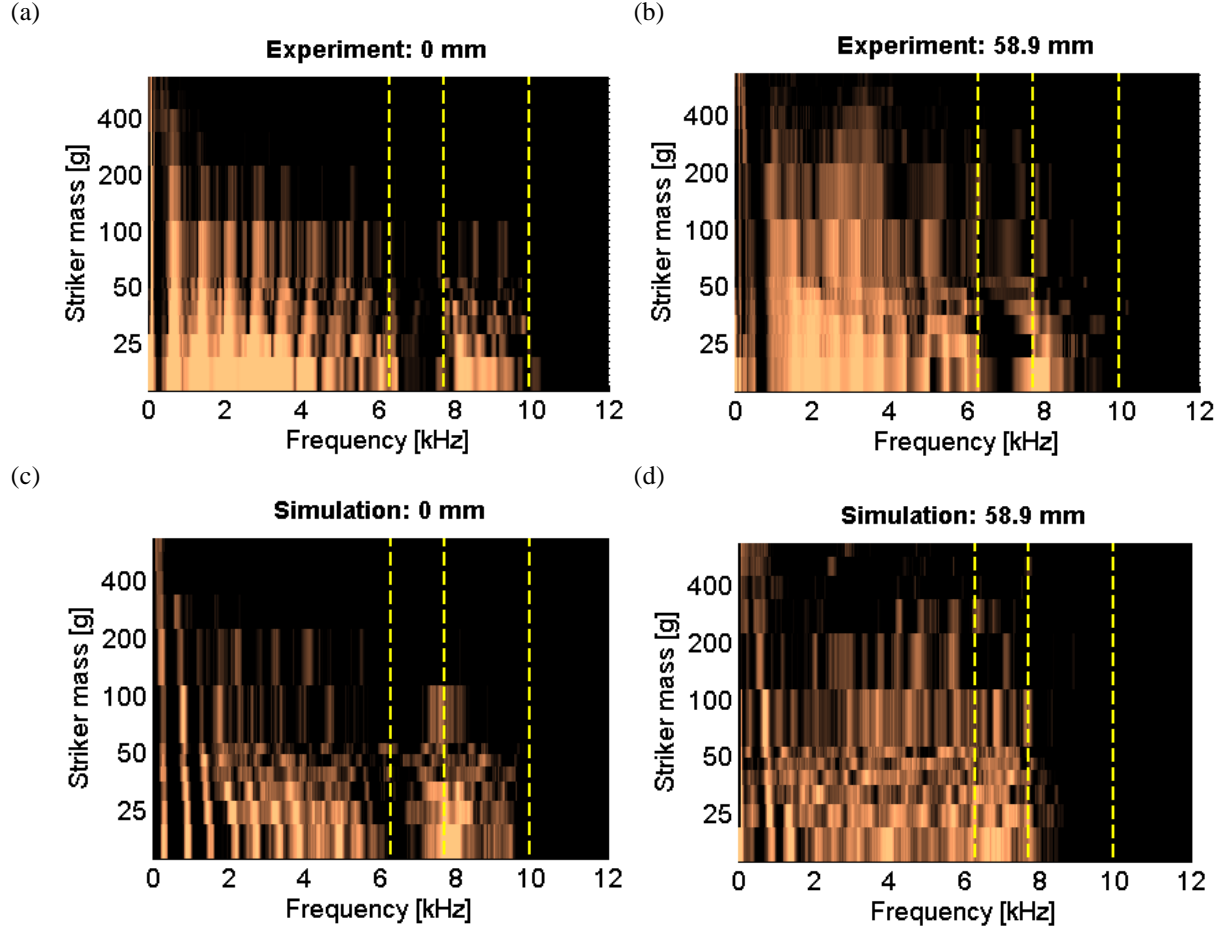 (a)
(b)
Experiment: 0 mm
Experiment: 58.9 mm
Striker mass [g]
400
200
100
50
25
0 2 4 6 8 10 12
Frequency [kHz]
Striker mass [g]
400
200
100
50
25
0 2 4 6 8 10 12
Frequency [kHz]
(c)
(d)
Simulation: 0 mm
Simulation: 58.9 mm
Striker mass [g]
400
200
100
50
25
0 2 4 6 8 10 12
Frequency [kHz]
Striker mass [g]
400
200
100
50
25
0 2 4 6 8 10 12
Frequency [kHz]